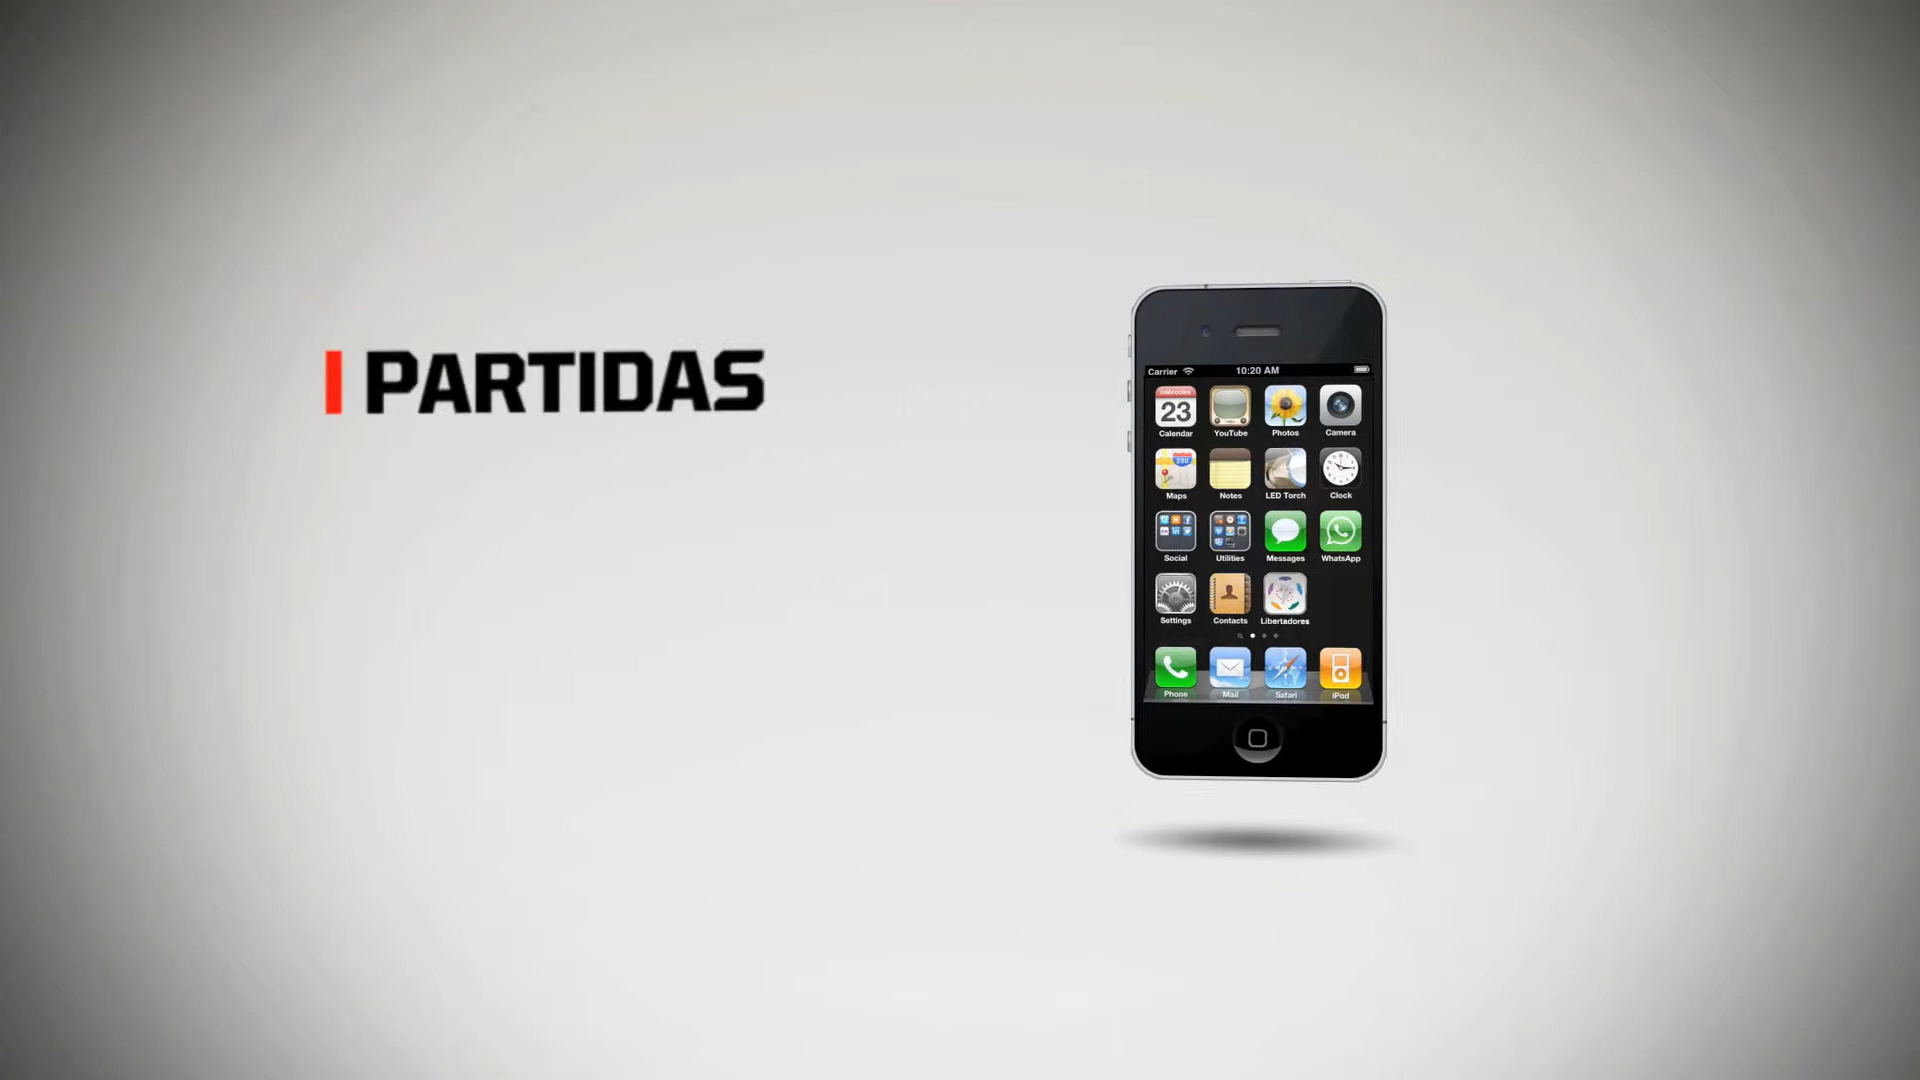 PARTIDAS
Carrier 10:20 AM
23
Calendar YouTube Photos Camera
280
Maps Notes LED Torch Clock
Social Utilities Messages WhatsApp
Settings Contacts Libertadores
Phone Mail Safari iPod